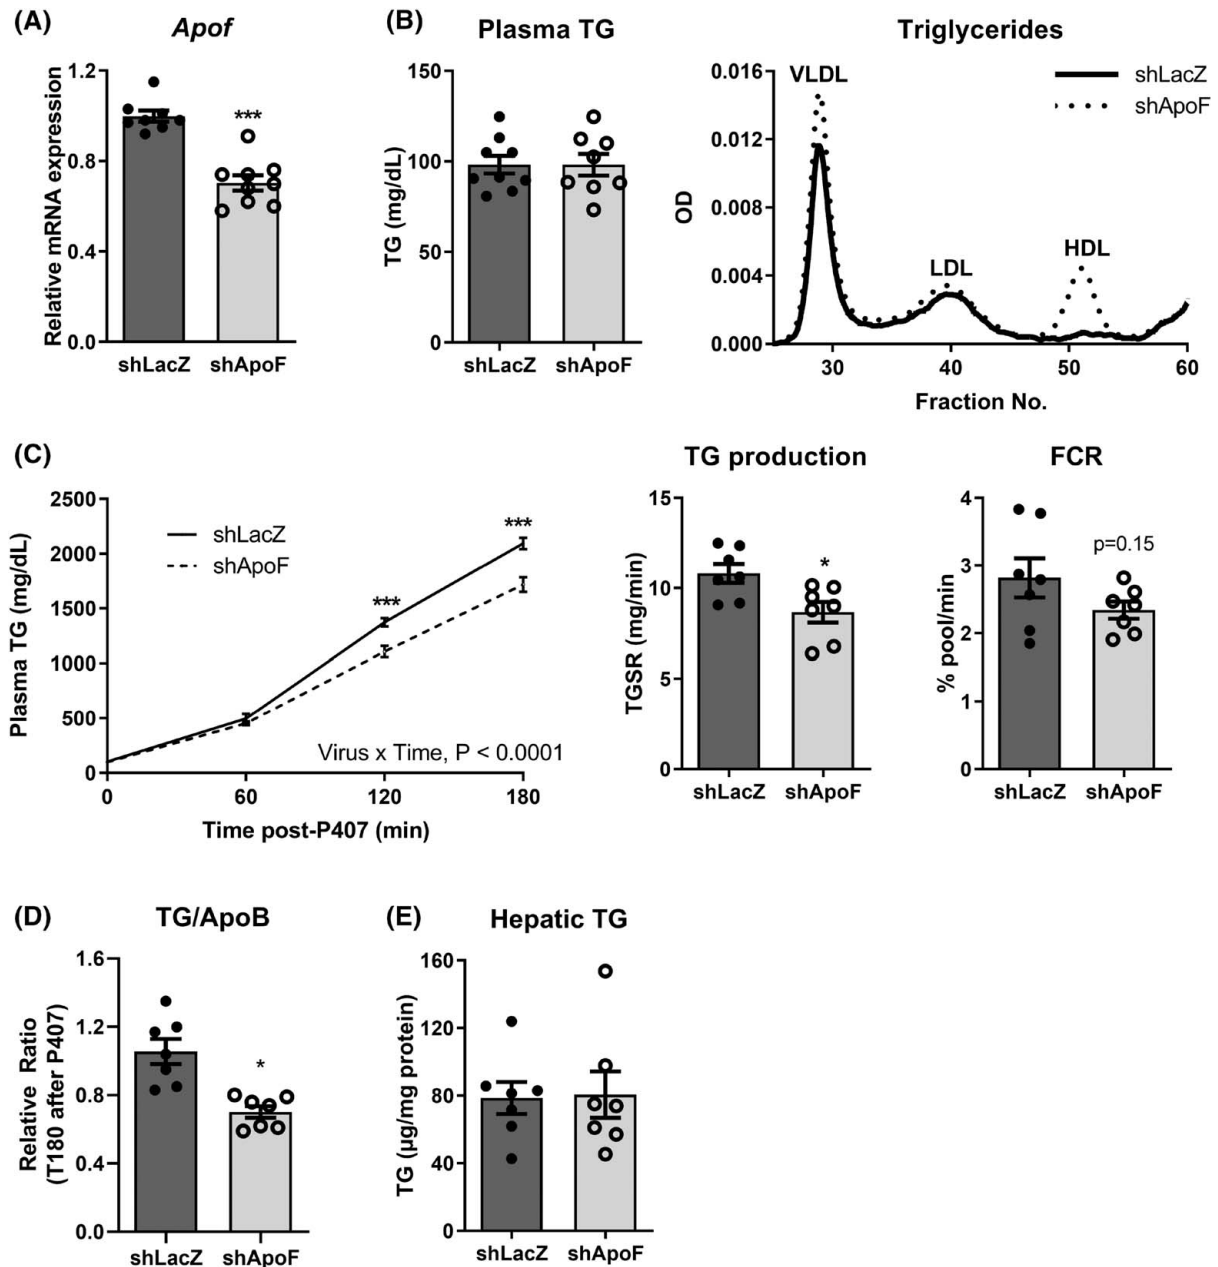 (A)
Apof
Relative mRNA expression
1.2
0.8
0.4
0.0
***
shLacZ shApoF
(B)
Plasma TG
TG (mg/dL)
150
100
50
0
shLacZ shApoF
Triglycerides
OD
0.016
0.012
0.008
0.004
0.000
VLDL
LDL
HDL
shLacZ
shApoF
30 40 50 60
Fraction No.
(C)
Plasma TG (mg/dL)
2500
2000
1500
1000
500
0
shLacZ
shApoF
***
***
Virus x Time, P < 0.0001
0 60 120 180
Time post-P407 (min)
TG production
TGSR (mg/min)
15
10
5
0
*
shLacZ shApoF
FCR
% pool/min
4
3
2
1
0
p=0.15
shLacZ shApoF
(D)
TG/ApoB
Relative Ratio
(T180 after P407)
1.6
1.2
0.8
0.4
0.0
*
shLacZ shApoF
(E)
Hepatic TG
TG (µg/mg protein)
160
120
80
40
0
shLacZ shApoF